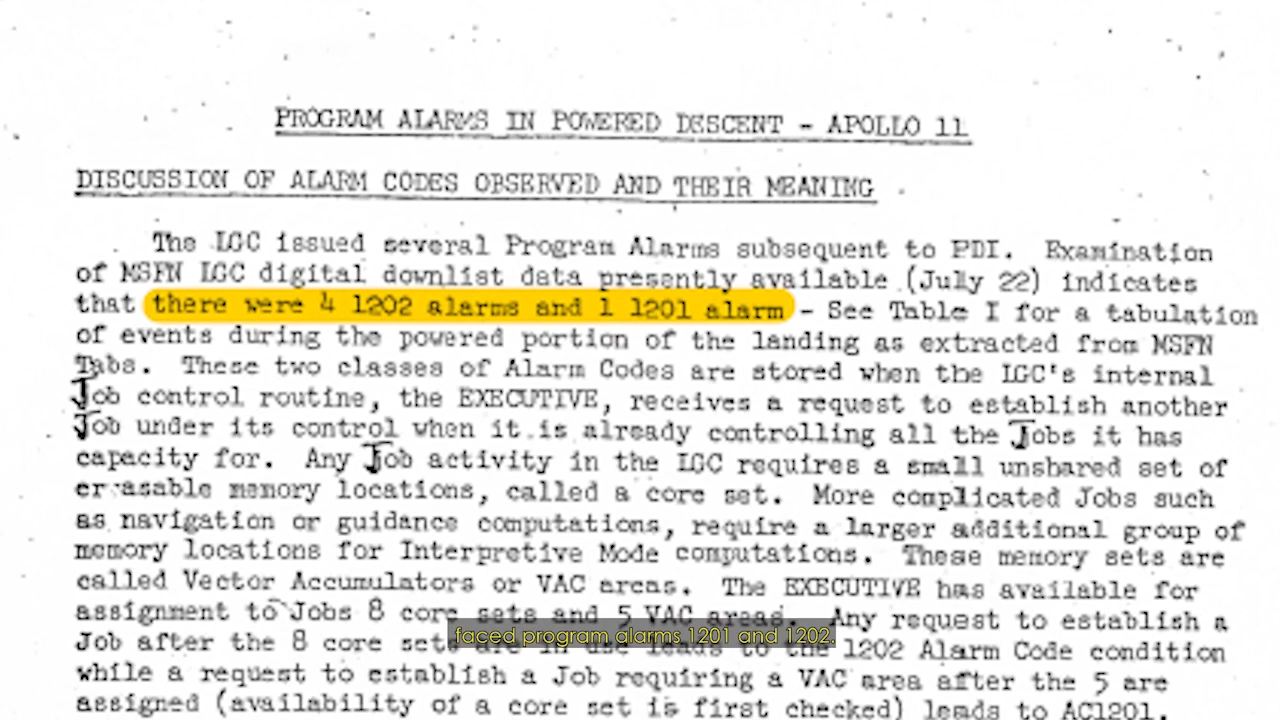 PROGRAM ALARMS IN POWERED DESCENT - APOLLO 11
DISCUSSION OF ALARM CODES OBSERVED AND THEIR MEANING
The LGC issued several Program Alarms subsequent to PDI. Examination
of MSFN LGC digital downlist data presently available (July 22) indicates
that there were 4 1202 alarms and 1 1201 alarm - See Table I for a tabulation
of events during the powered portion of the landing as extracted from MSFN
Tabs. These two classes of Alarm Codes are stored when the LGC's internal
Job control routine, the EXECUTIVE, receives a request to establish another
Job under its control when it is already controlling all the Jobs it has
capacity for. Any Job activity in the LGC requires a small unshared set of
erasable memory locations, called a core set. More complicated Jobs such
as navigation or guidance computations, require a larger additional group of
memory locations for Interpretive Mode computations. These memory sets are
called Vector Accumulators or VAC areas. The EXECUTIVE has available for
assignment to Jobs 8 core sets and 5 VAC areas. Any request to establish a
Job after the 8 core sets are in use leads to the 1202 Alarm Code condition
faced program alarms 1201 and 1202.
while a request to establish a Job requiring a VAC area after the 5 are
assigned (availability of a core set is first checked) leads to AC1201.